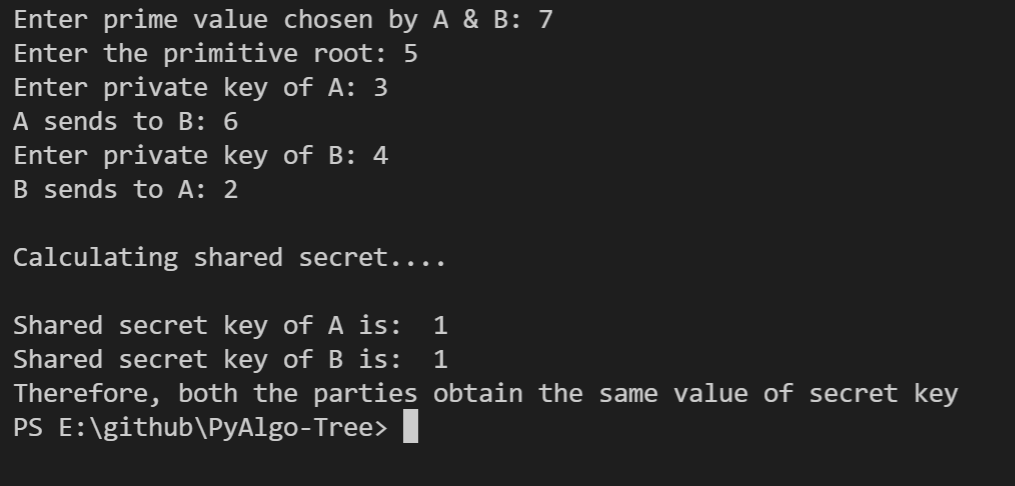 Enter prime value chosen by A & B: 7
Enter the primitive root: 5
Enter private key of A: 3
A sends to B: 6
Enter private key of B: 4
B sends to A: 2
Calculating shared secret....
Shared secret key of A is:  1
Shared secret key of B is:  1
Therefore, both the parties obtain the same value of secret key
PS E:\github\PyAlgo-Tree>